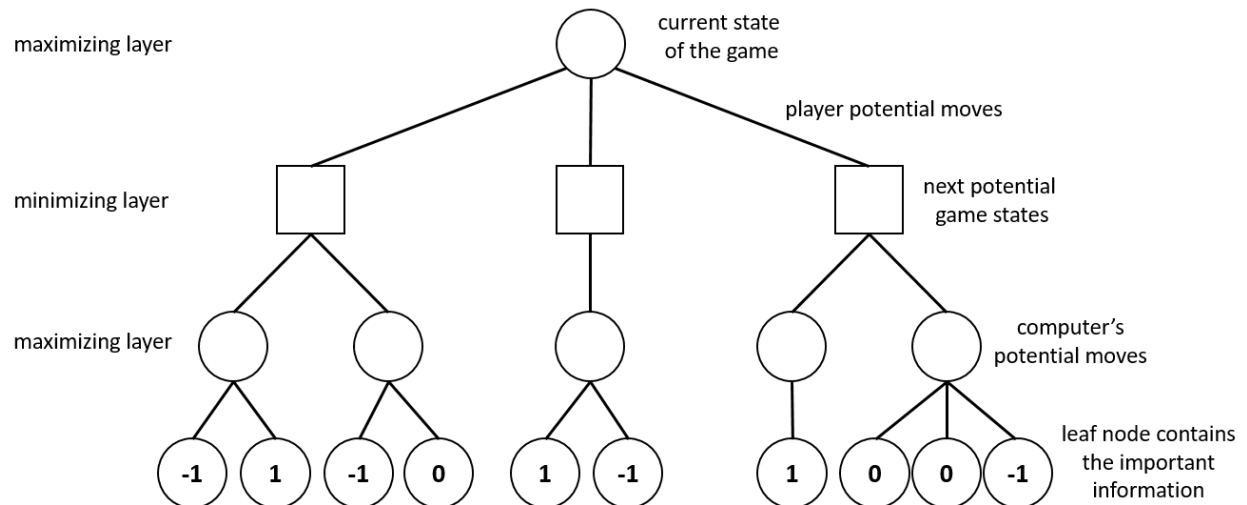 maximizing layer
current state
of the game
player potential moves
minimizing layer
next potential
game states
maximizing layer
computer’s
potential moves
-1 1 -1 0 1 -1 1 0 0 -1
leaf node contains
the important
information